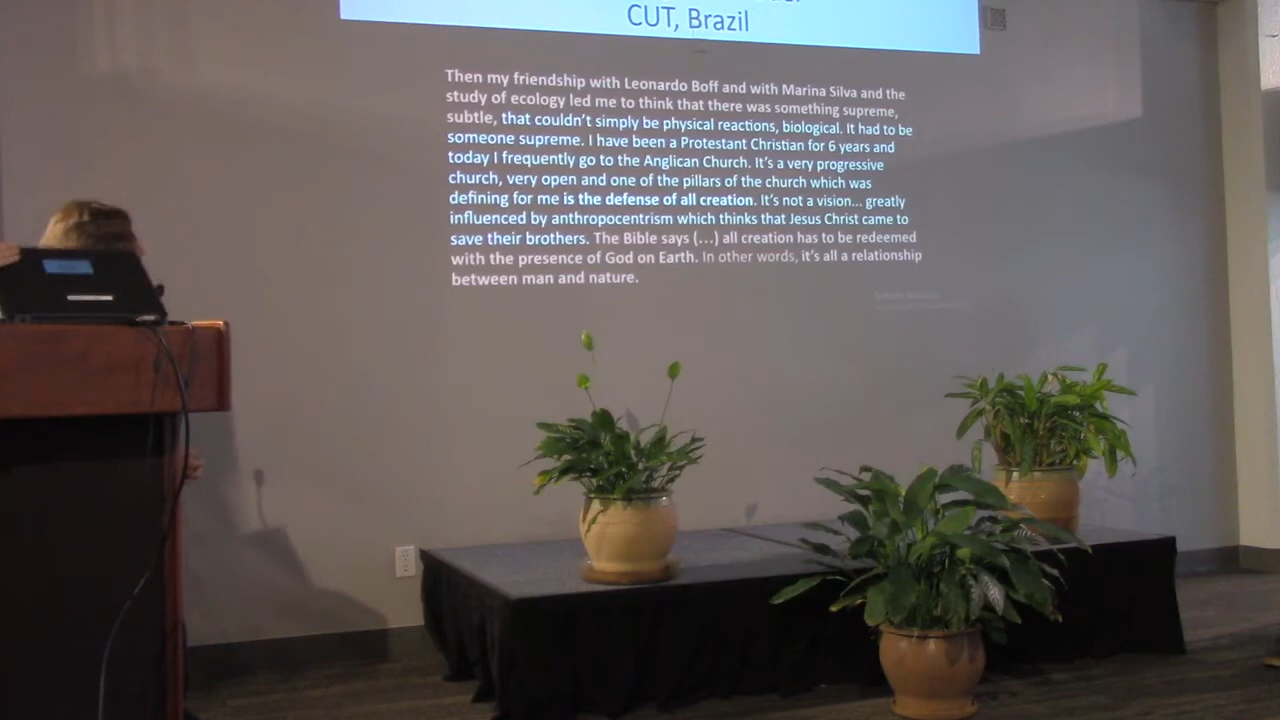 CUT, Brazil
Then my friendship with Leonardo Boff and with Marina Silva and the
study of ecology led me to think that there was something supreme,
subtle, that couldn't simply be physical reactions, biological. It had to be
someone supreme. I have been a Protestant Christian for 6 years and
today I frequently go to the Anglican Church. It's a very progressive
church, very open and one of the pillars of the church which was
defining for me is the defense of all creation. It's not a vision... greatly
influenced by anthropocentrism which thinks that Jesus Christ came to
save their brothers. The Bible says (...) all creation has to be redeemed
with the presence of God on Earth. In other words, it's all a relationship
between man and nature.